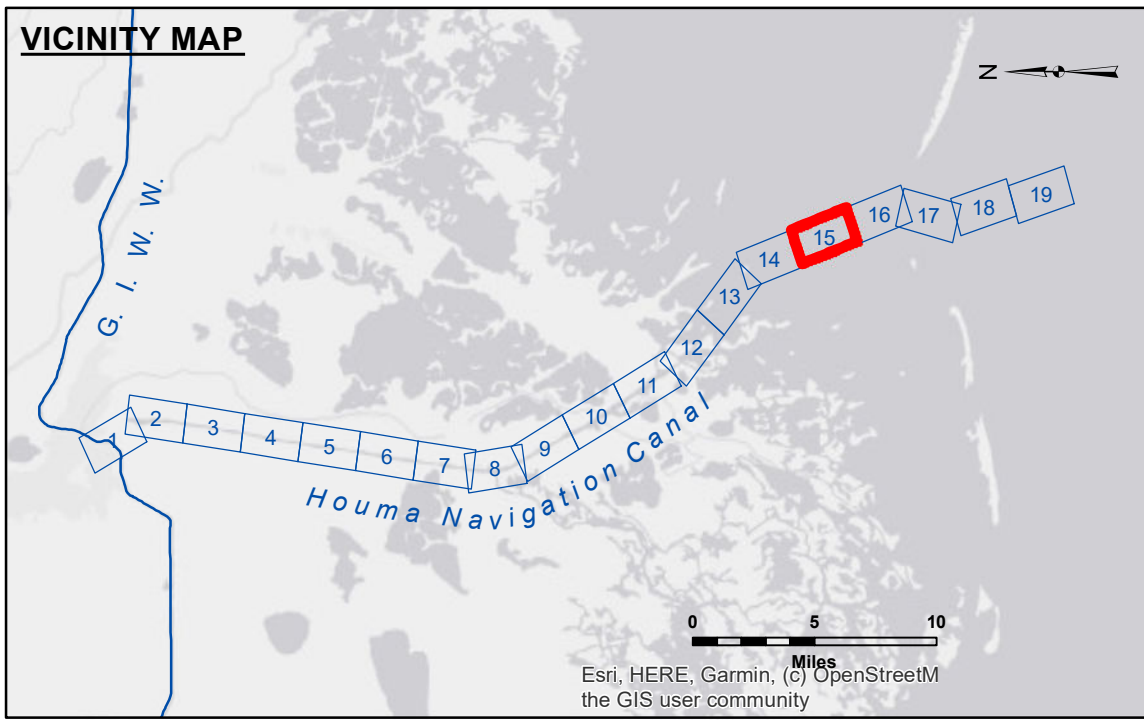 VICINITY MAP
N
G. I. W. W.
1
2
3
4
5
6
7
8
9
10
11
12
13
14
15
16
17
18
19
Houma Navigation Canal
0 5 10
Miles
Esri, HERE, Garmin, (c) OpenStreetM
the GIS user community